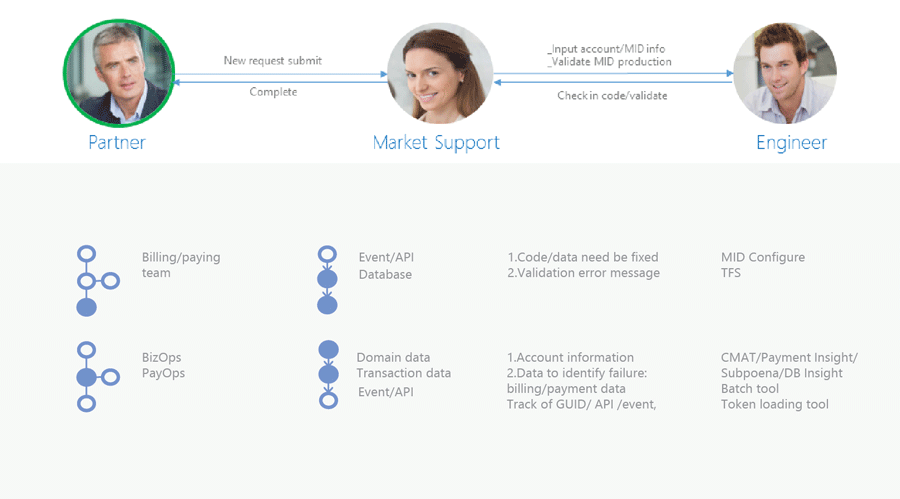 New request submit
Complete
_Input account/MID info
_Validate MID production
Check in code/validate
Partner
Market Support
Engineer
Billing/paying
team
Event/API
Database
1.Code/data need be fixed
2.Validation error message
MID Configure
TFS
BizOps
PayOps
Domain data
Transaction data
Event/API
1.Account information
2.Data to identify failure:
billing/payment data
Track of GUID/ API /event,
CMAT/Payment Insight/
Subpoena/DB Insight
Batch tool
Token loading tool